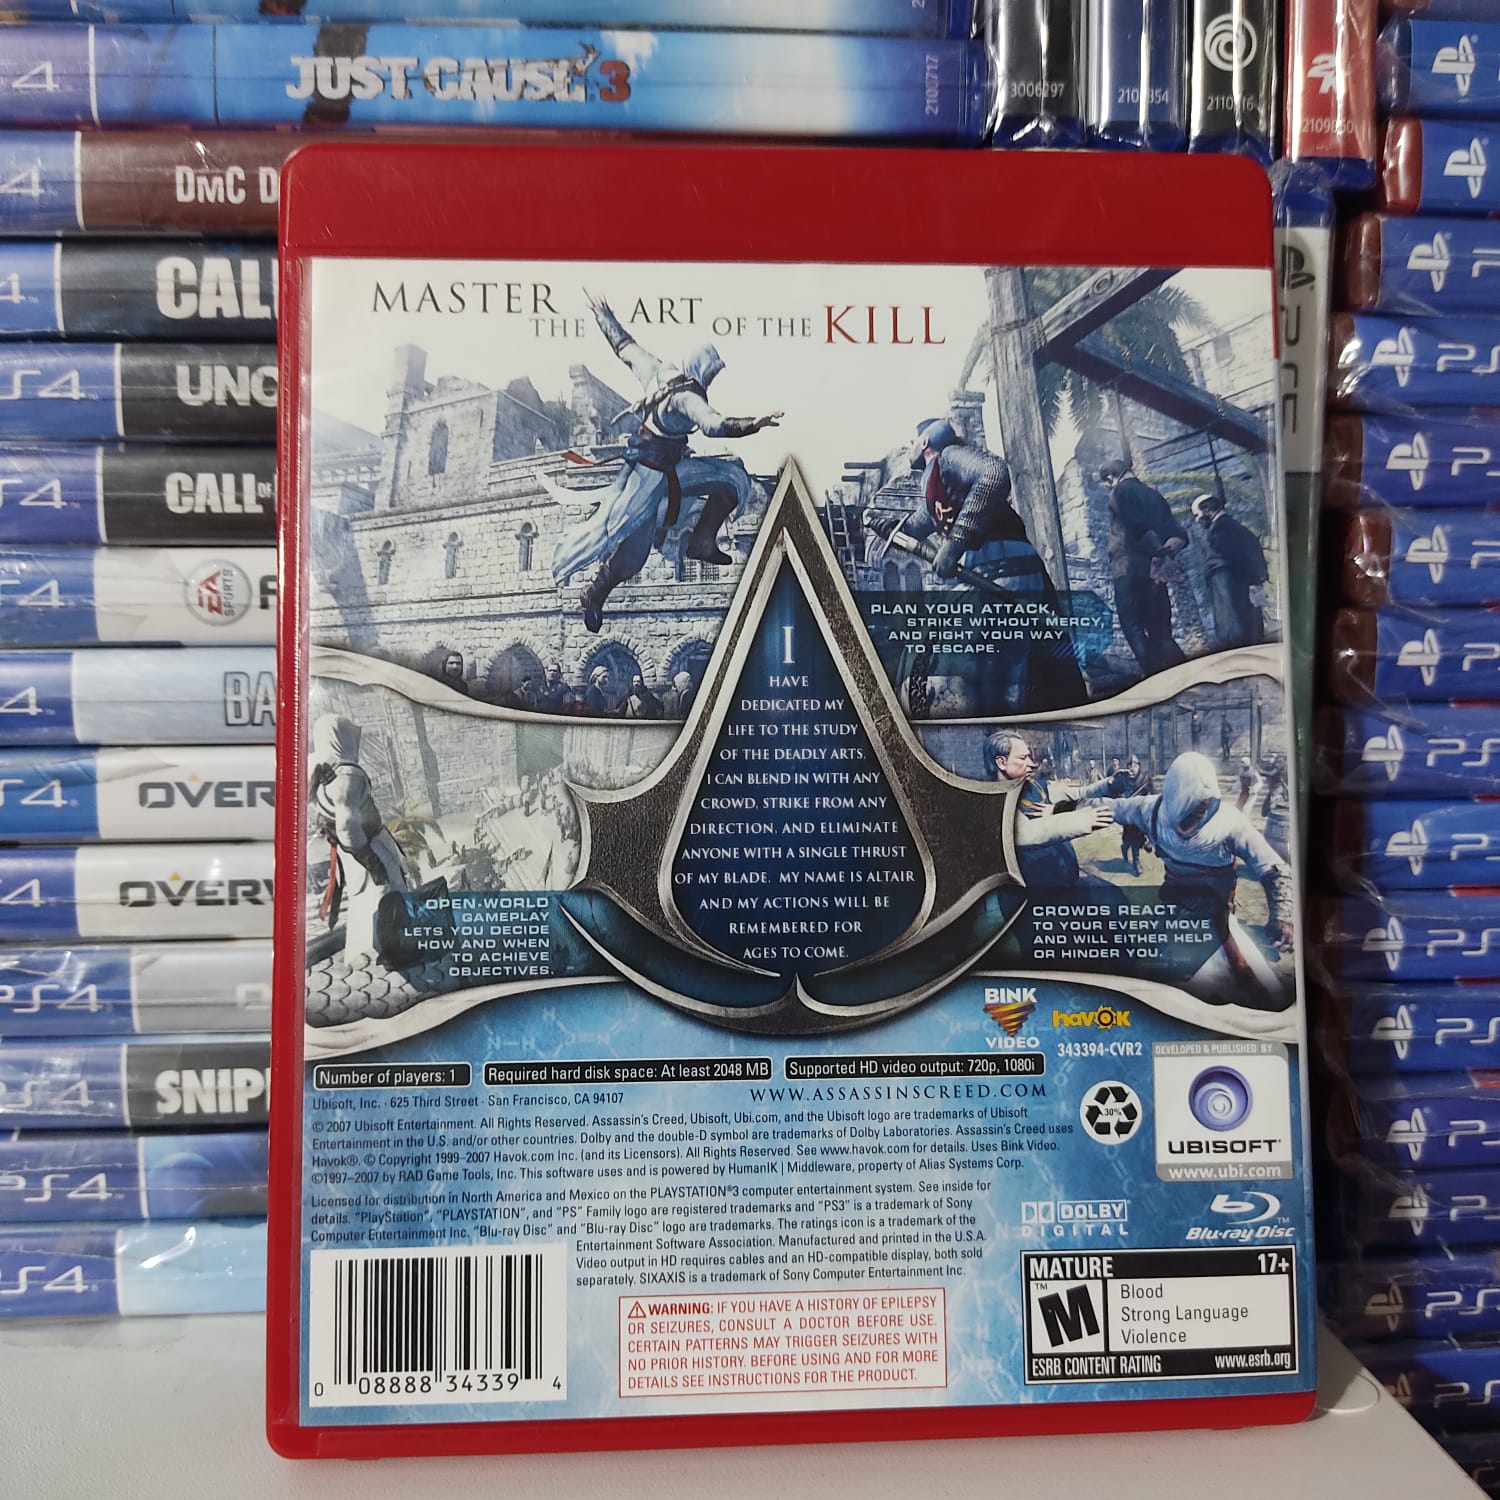 JUST CAUSE 3
2100717
3006297
2109850
4
DMC D
CAL
PS4
UNC
CALL OF
EA SPORTS
F
BA
OVER
OVERW
PS4
SNIP
PS4
PS4
PS5
MASTER THE ART OF THE KILL
PLAN YOUR ATTACK,
STRIKE WITHOUT MERCY,
AND FIGHT YOUR WAY
TO ESCAPE.
I
HAVE
DEDICATED MY
LIFE TO THE STUDY
OF THE DEADLY ARTS.
I CAN BLEND IN WITH ANY
CROWD, STRIKE FROM ANY
DIRECTION, AND ELIMINATE
ANYONE WITH A SINGLE THRUST
OF MY BLADE. MY NAME IS ALTAIR
AND MY ACTIONS WILL BE
REMEMBERED FOR
AGES TO COME.
OPEN-WORLD
GAMEPLAY
LETS YOU DECIDE
HOW AND WHEN
TO ACHIEVE
OBJECTIVES.
CROWDS REACT
TO YOUR EVERY MOVE
AND WILL EITHER HELP
OR HINDER YOU.
BINK
VIDEO
havok
343394-CVR2
DEVELOPED & PUBLISHED BY
UBISOFT
www.ubi.com
Number of players: 1
Required hard disk space: At least 2048 MB
Supported HD video output: 720p, 1080i
WWW.ASSASSINSCREED.COM
30%
Ubisoft, Inc. · 625 Third Street · San Francisco, CA 94107
© 2007 Ubisoft Entertainment. All Rights Reserved. Assassin's Creed, Ubisoft, Ubi.com, and the Ubisoft logo are trademarks of Ubisoft
Entertainment in the U.S. and/or other countries. Dolby and the double-D symbol are trademarks of Dolby Laboratories. Assassin's Creed uses
Havok®. © Copyright 1999–2007 Havok.com Inc. (and its Licensors). All Rights Reserved. See www.havok.com for details. Uses Bink Video.
©1997–2007 by RAD Game Tools, Inc. This software uses and is powered by HumanIK | Middleware, property of Alias Systems Corp.
Licensed for distribution in North America and Mexico on the PLAYSTATION®3 computer entertainment system. See inside for
details. "PlayStation", "PLAYSTATION", and "PS" Family logo are registered trademarks and "PS3" is a trademark of Sony
Computer Entertainment Inc. "Blu-ray Disc" and "Blu-ray Disc" logo are trademarks. The ratings icon is a trademark of the
Entertainment Software Association. Manufactured and printed in the U.S.A.
Video output in HD requires cables and an HD-compatible display, both sold
separately. SIXAXIS is a trademark of Sony Computer Entertainment Inc.
DOLBY
DIGITAL
Blu-ray Disc™
WARNING: IF YOU HAVE A HISTORY OF EPILEPSY
OR SEIZURES, CONSULT A DOCTOR BEFORE USE.
CERTAIN PATTERNS MAY TRIGGER SEIZURES WITH
NO PRIOR HISTORY. BEFORE USING AND FOR MORE
DETAILS SEE INSTRUCTIONS FOR THE PRODUCT.
0 08888 34339 4
MATURE 17+
M™
Blood
Strong Language
Violence
ESRB CONTENT RATING www.esrb.org